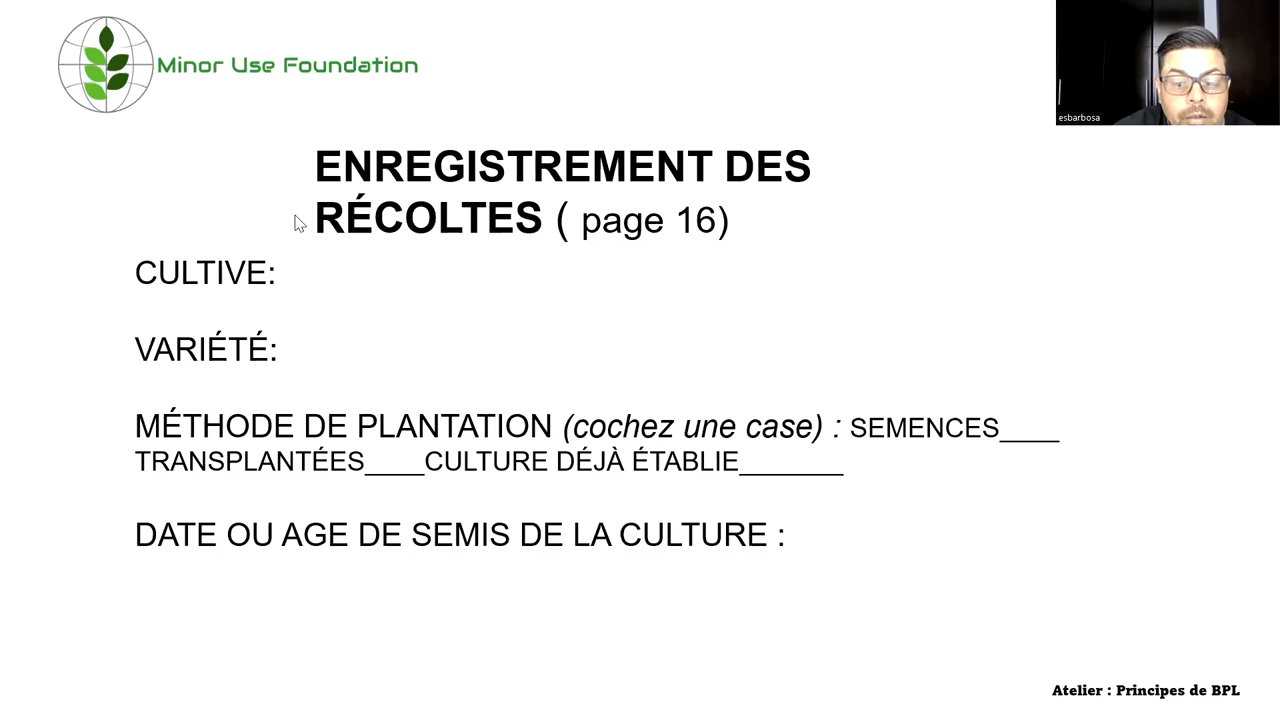 Minor Use Foundation
esbarbosa
ENREGISTREMENT DES
RÉCOLTES ( page 16)
CULTIVE:
VARIÉTÉ:
MÉTHODE DE PLANTATION (cochez une case) : SEMENCES____
TRANSPLANTÉES____CULTURE DÉJÀ ÉTABLIE_______
DATE OU AGE DE SEMIS DE LA CULTURE :
Atelier : Principes de BPL